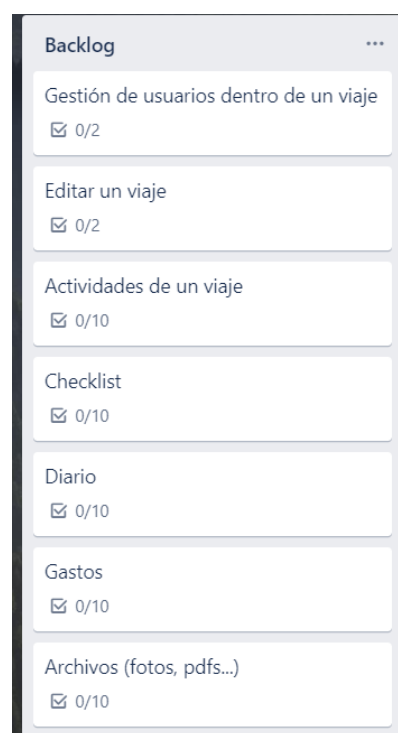 Backlog
Gestión de usuarios dentro de un viaje
0/2
Editar un viaje
0/2
Actividades de un viaje
0/10
Checklist
0/10
Diario
0/10
Gastos
0/10
Archivos (fotos, pdfs...)
0/10